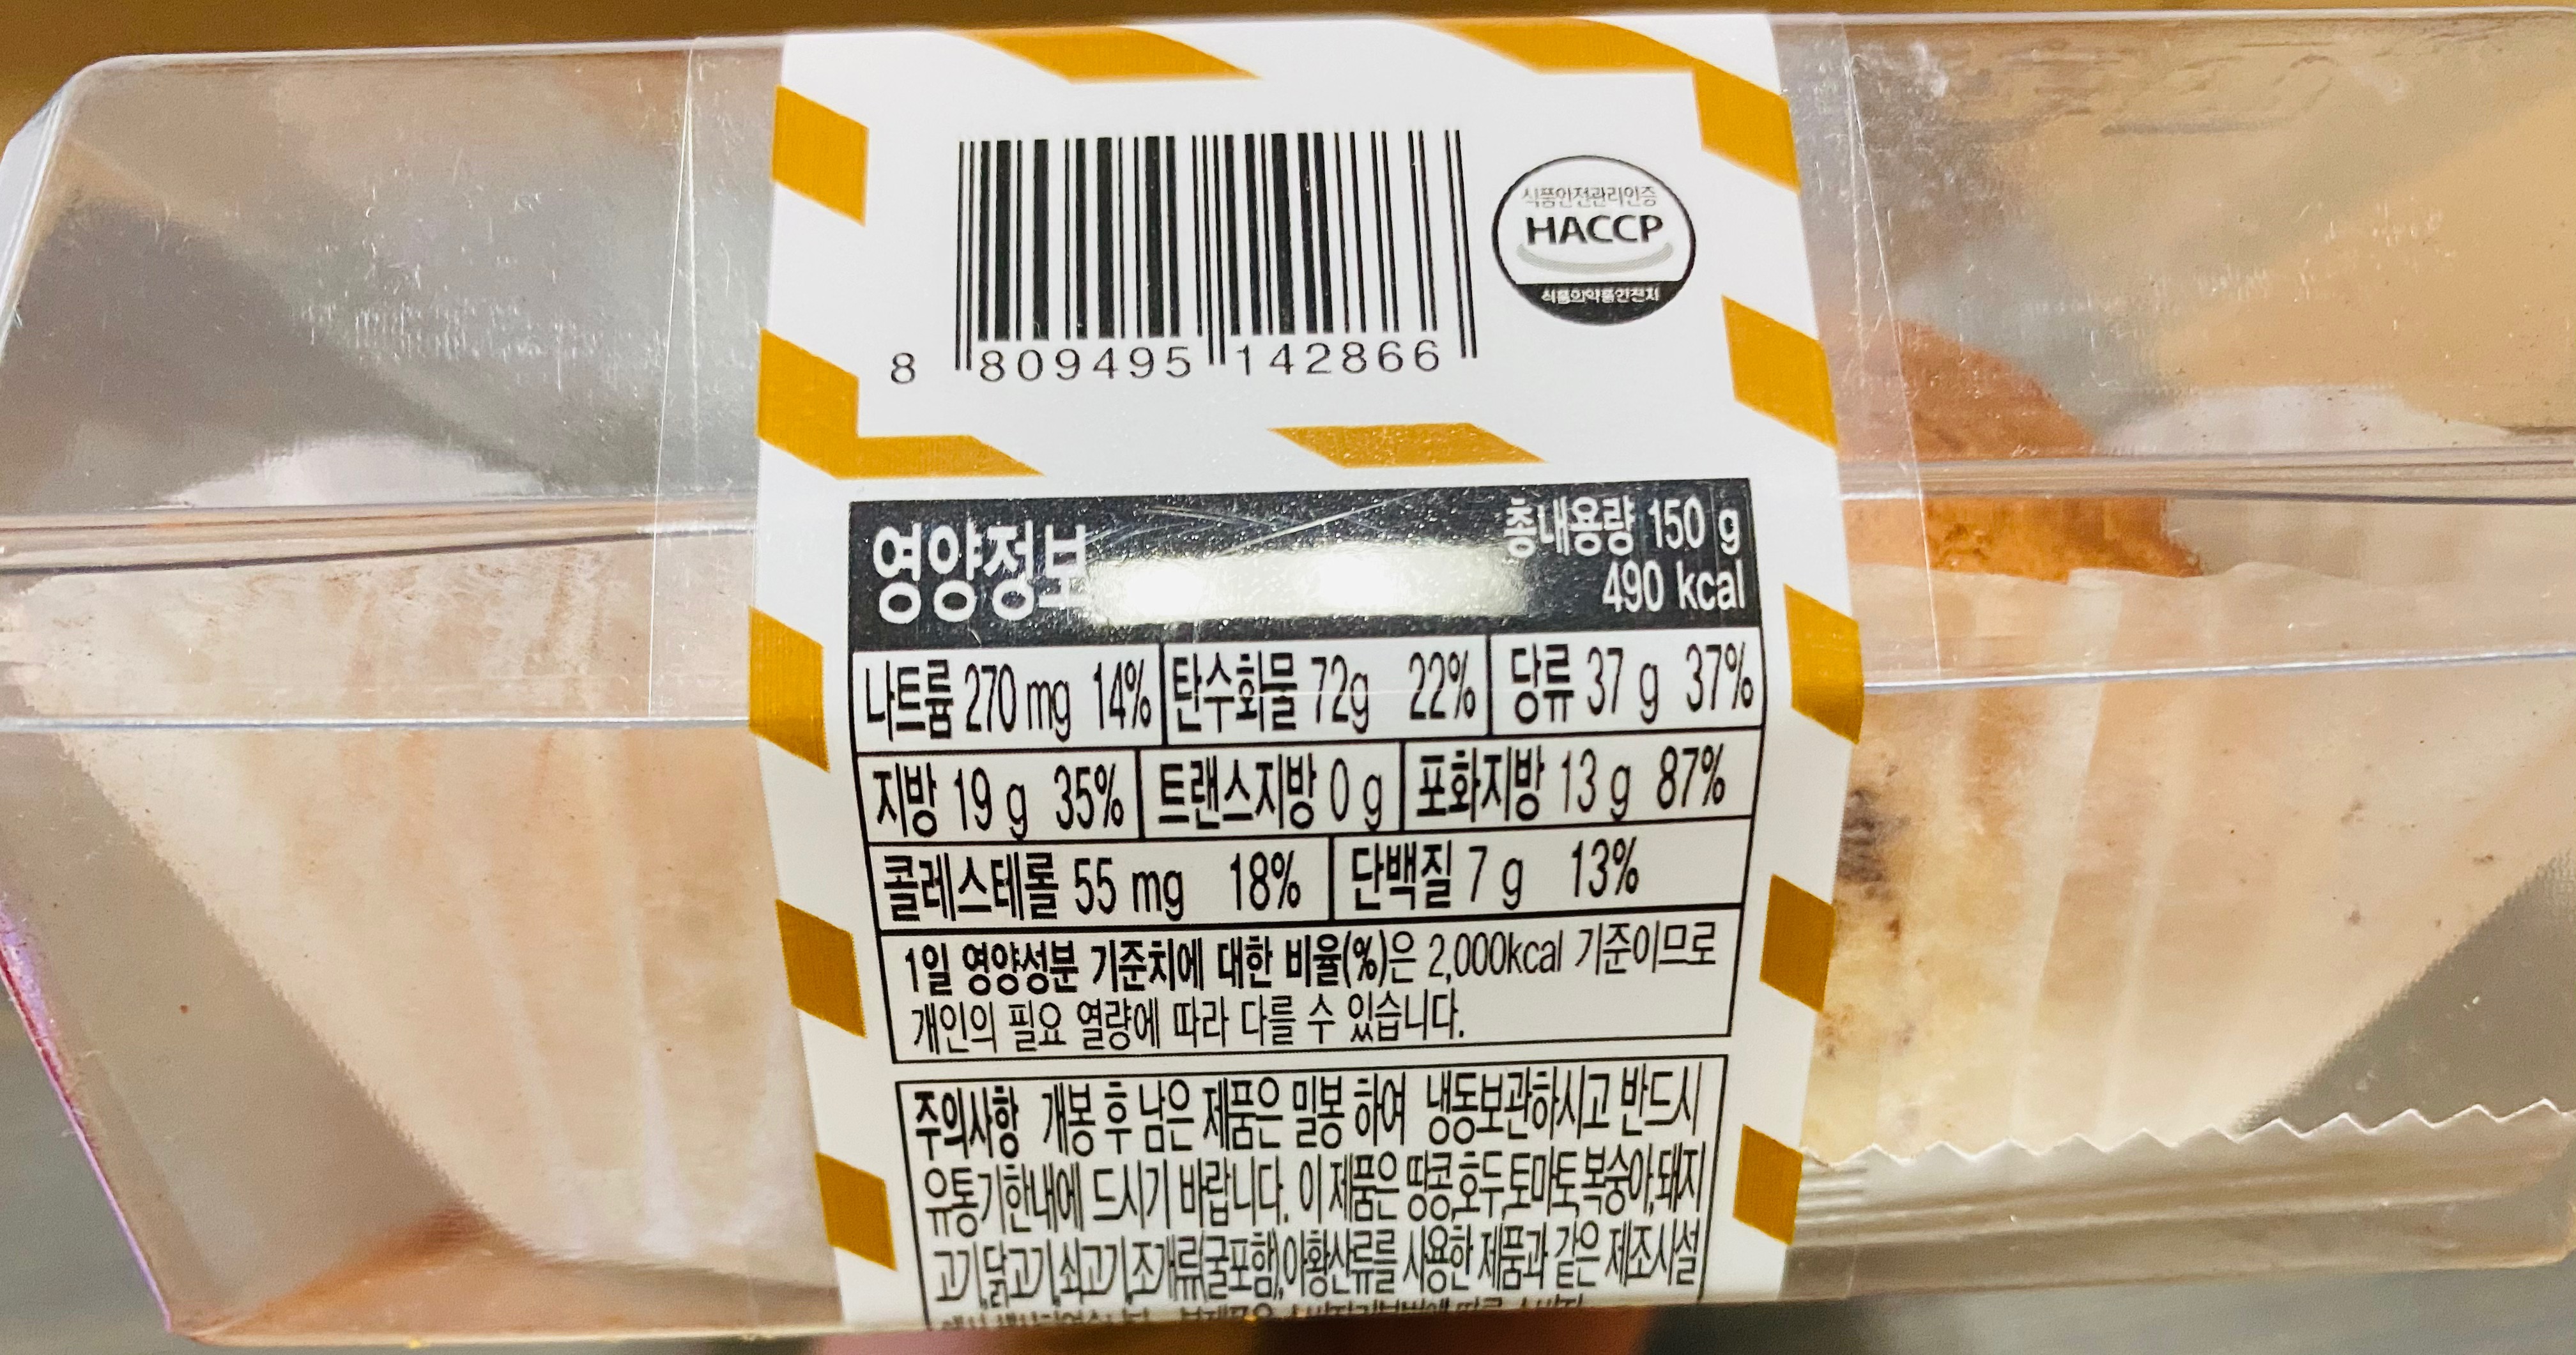 식품안전관리인증
HACCP
식품의약품안전처
8 809495 142866
영양정보
총내용량 150 g
490 kcal
나트륨 270 mg 14% 탄수화물 72g 22% 당류 37 g 37%
지방 19 g 35% 트랜스지방 0 g 포화지방 13 g 87%
콜레스테롤 55 mg 18% 단백질 7 g 13%
1일 영양성분 기준치에 대한 비율(%)은 2,000kcal 기준이므로
개인의 필요 열량에 따라 다를 수 있습니다.
주의사항 개봉 후 남은 제품은 밀봉 하여 냉동보관하시고 반드시
유통기한내에 드시기 바랍니다. 이 제품은 땅콩,호두,토마토,복숭아,돼지
고기,닭고기,쇠고기,조개류(굴포함),아황산류를 사용한 제품과 같은 제조시설